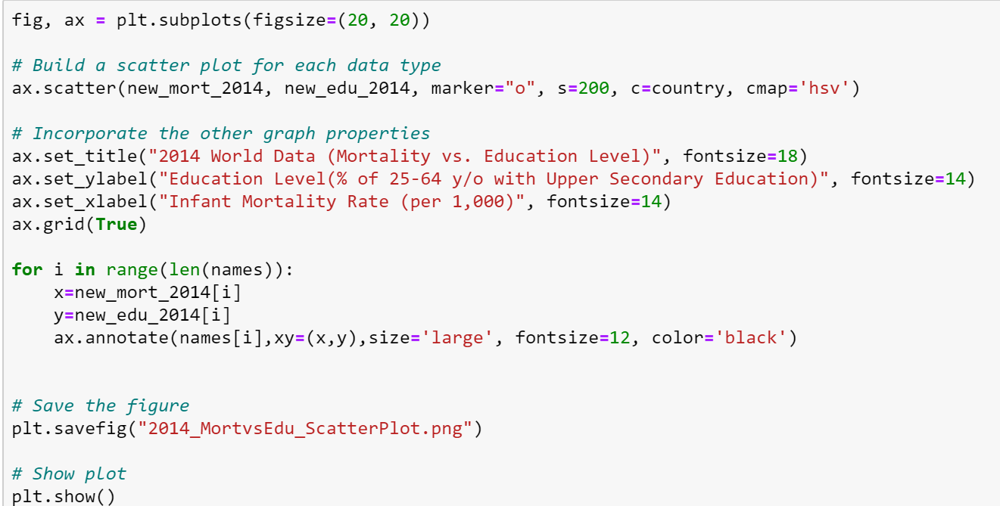 fig, ax = plt.subplots(figsize=(20, 20))
# Build a scatter plot for each data type
ax.scatter(new_mort_2014, new_edu_2014, marker="o", s=200, c=country, cmap='hsv')
# Incorporate the other graph properties
ax.set_title("2014 World Data (Mortality vs. Education Level)", fontsize=18)
ax.set_ylabel("Education Level(% of 25-64 y/o with Upper Secondary Education)", fontsize=14)
ax.set_xlabel("Infant Mortality Rate (per 1,000)", fontsize=14)
ax.grid(True)
for i in range(len(names)):
    x=new_mort_2014[i]
    y=new_edu_2014[i]
    ax.annotate(names[i],xy=(x,y),size='large', fontsize=12, color='black')
# Save the figure
plt.savefig("2014_MortvsEdu_ScatterPlot.png")
# Show plot
plt.show()